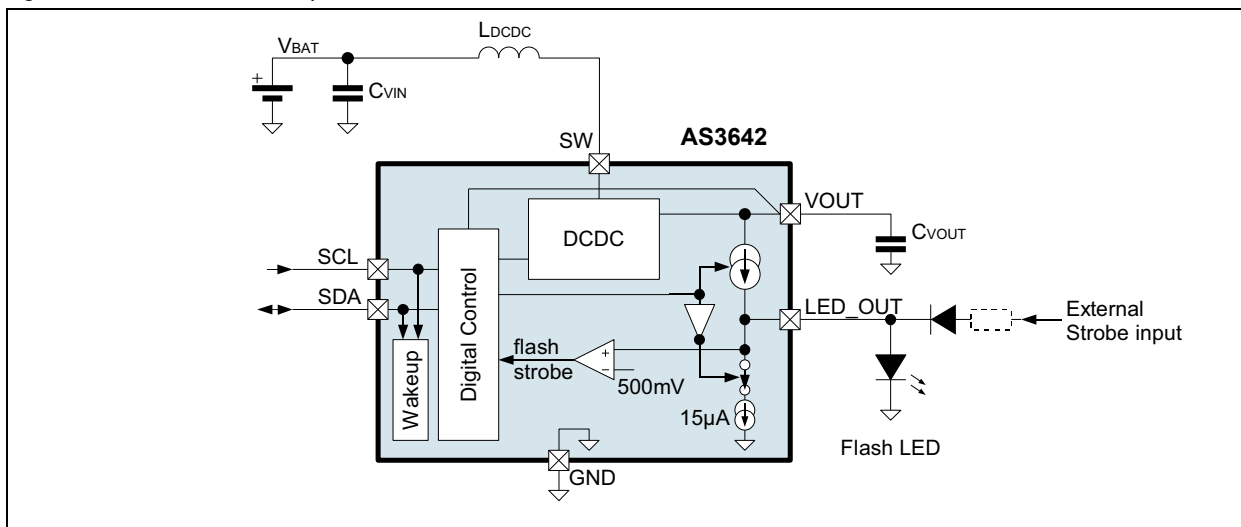 LDCDC
VBAT
+
CVIN
SW
AS3642
VOUT
DCDC
CVOUT
SCL
SDA
LED_OUT
External
Strobe input
Digital Control
Wakeup
flash
strobe
+
−
500mV
15µA
Flash LED
GND